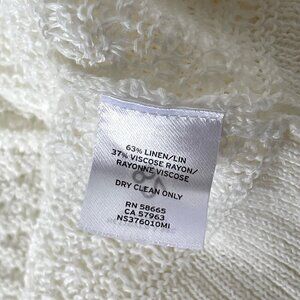 63% LINEN/LIN
37% VISCOSE RAYON/
RAYONNE VISCOSE
DRY CLEAN ONLY
RN 58665
CA 57963
NS376010MI